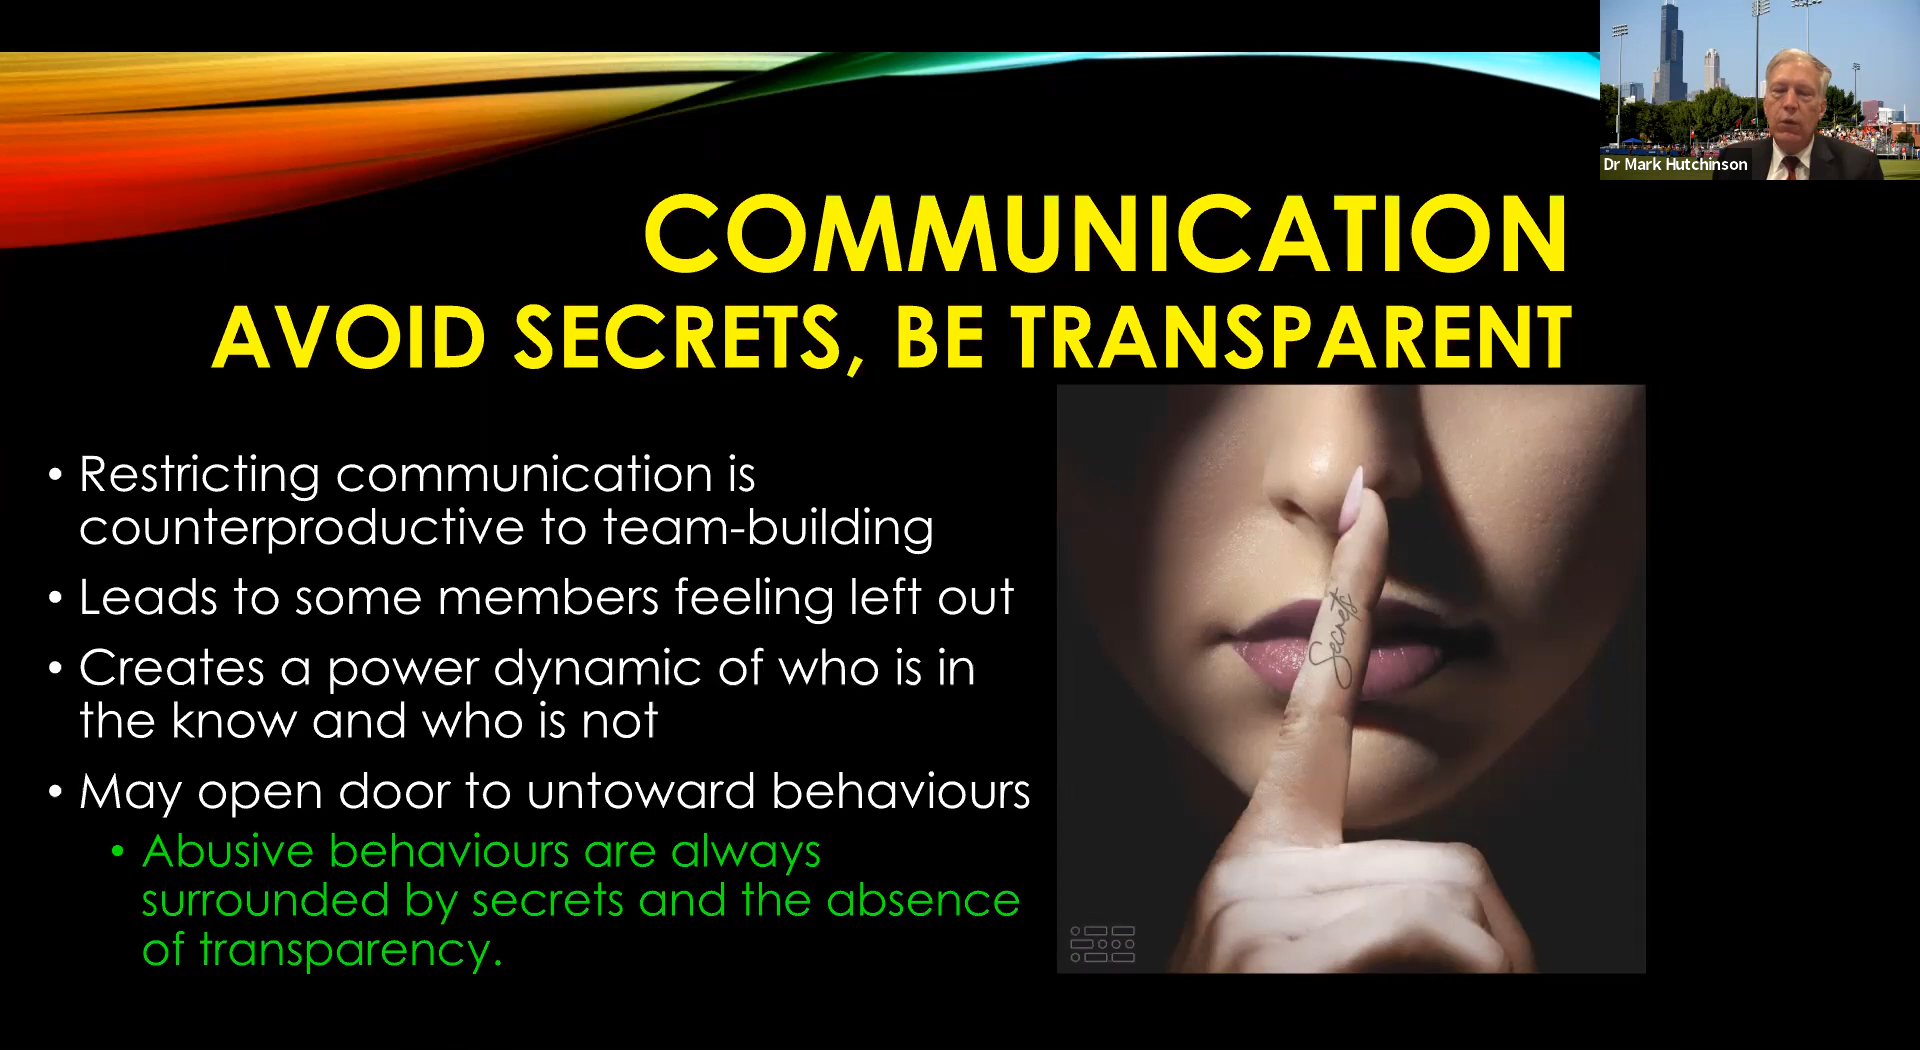 Dr Mark Hutchinson
COMMUNICATION
AVOID SECRETS, BE TRANSPARENT
• Restricting communication is
counterproductive to team-building
• Leads to some members feeling left out
• Creates a power dynamic of who is in
the know and who is not
• May open door to untoward behaviours
• Abusive behaviours are always
surrounded by secrets and the absence
of transparency.
Secrets